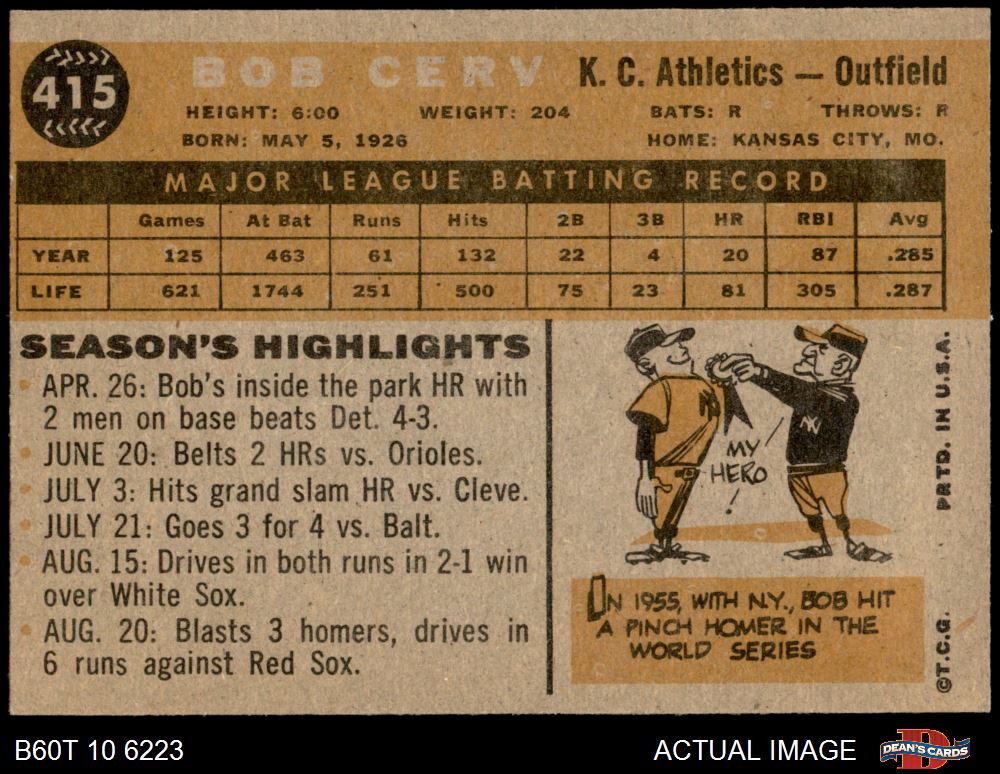 415
BOB CERV
K. C. Athletics — Outfield
HEIGHT: 6:00 WEIGHT: 204 BATS: R THROWS: R
BORN: MAY 5, 1926 HOME: KANSAS CITY, MO.
MAJOR LEAGUE BATTING RECORD
Games At Bat Runs Hits 2B 3B HR RBI Avg
YEAR 125 463 61 132 22 4 20 87 .285
LIFE 621 1744 251 500 75 23 81 305 .287
SEASON'S HIGHLIGHTS
APR. 26: Bob's inside the park HR with
2 men on base beats Det. 4-3.
JUNE 20: Belts 2 HRs vs. Orioles.
JULY 3: Hits grand slam HR vs. Cleve.
JULY 21: Goes 3 for 4 vs. Balt.
AUG. 15: Drives in both runs in 2-1 win
over White Sox.
AUG. 20: Blasts 3 homers, drives in
6 runs against Red Sox.
NY
NY
MY
HERO
!
ON 1955, WITH N.Y., BOB HIT
A PINCH HOMER IN THE
WORLD SERIES
©T.C.G. PRTD. IN U.S.A.
B60T 10 6223
ACTUAL IMAGE
DEAN'S CARDS